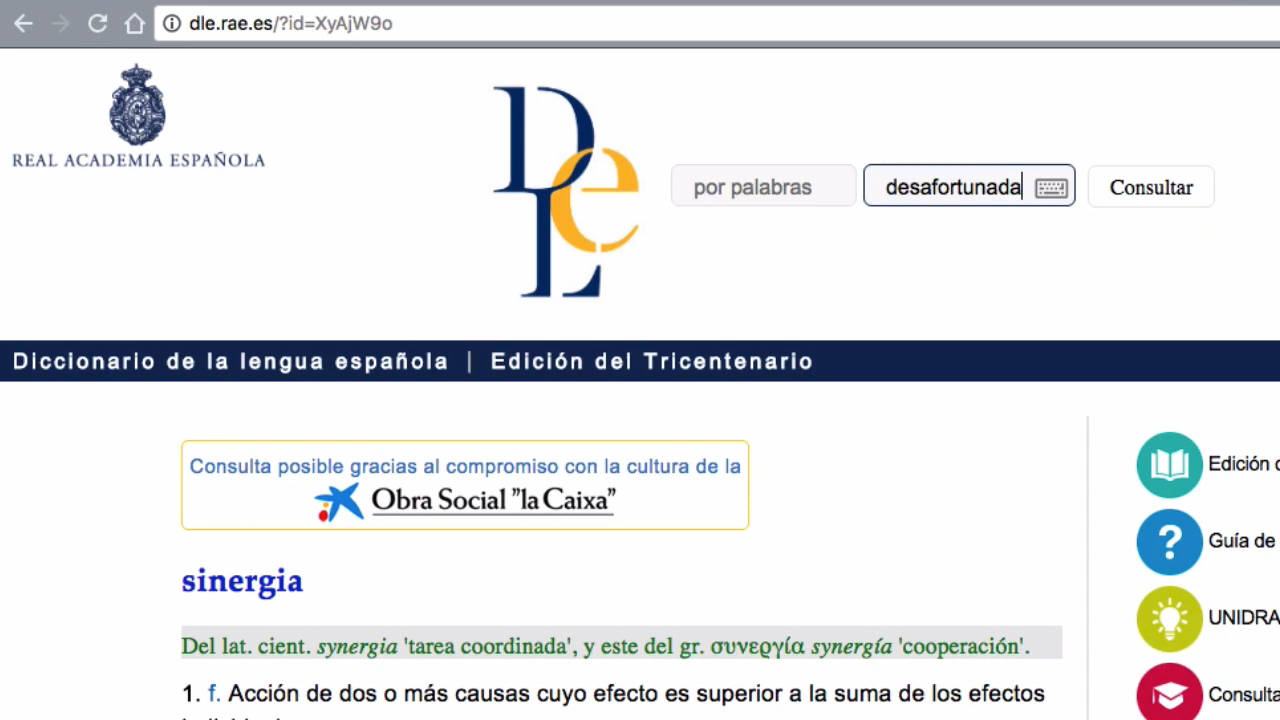 dle.rae.es/?id=XyAjW9o
REAL ACADEMIA ESPAÑOLA
DLe
por palabras
desafortunada
Consultar
Diccionario de la lengua española | Edición del Tricentenario
Consulta posible gracias al compromiso con la cultura de la
Obra Social "la Caixa"
sinergia
Del lat. cient. synergia 'tarea coordinada', y este del gr. συνεργία synergía 'cooperación'.
1. f. Acción de dos o más causas cuyo efecto es superior a la suma de los efectos
Edición
?
Guía de
UNIDRA
Consulta